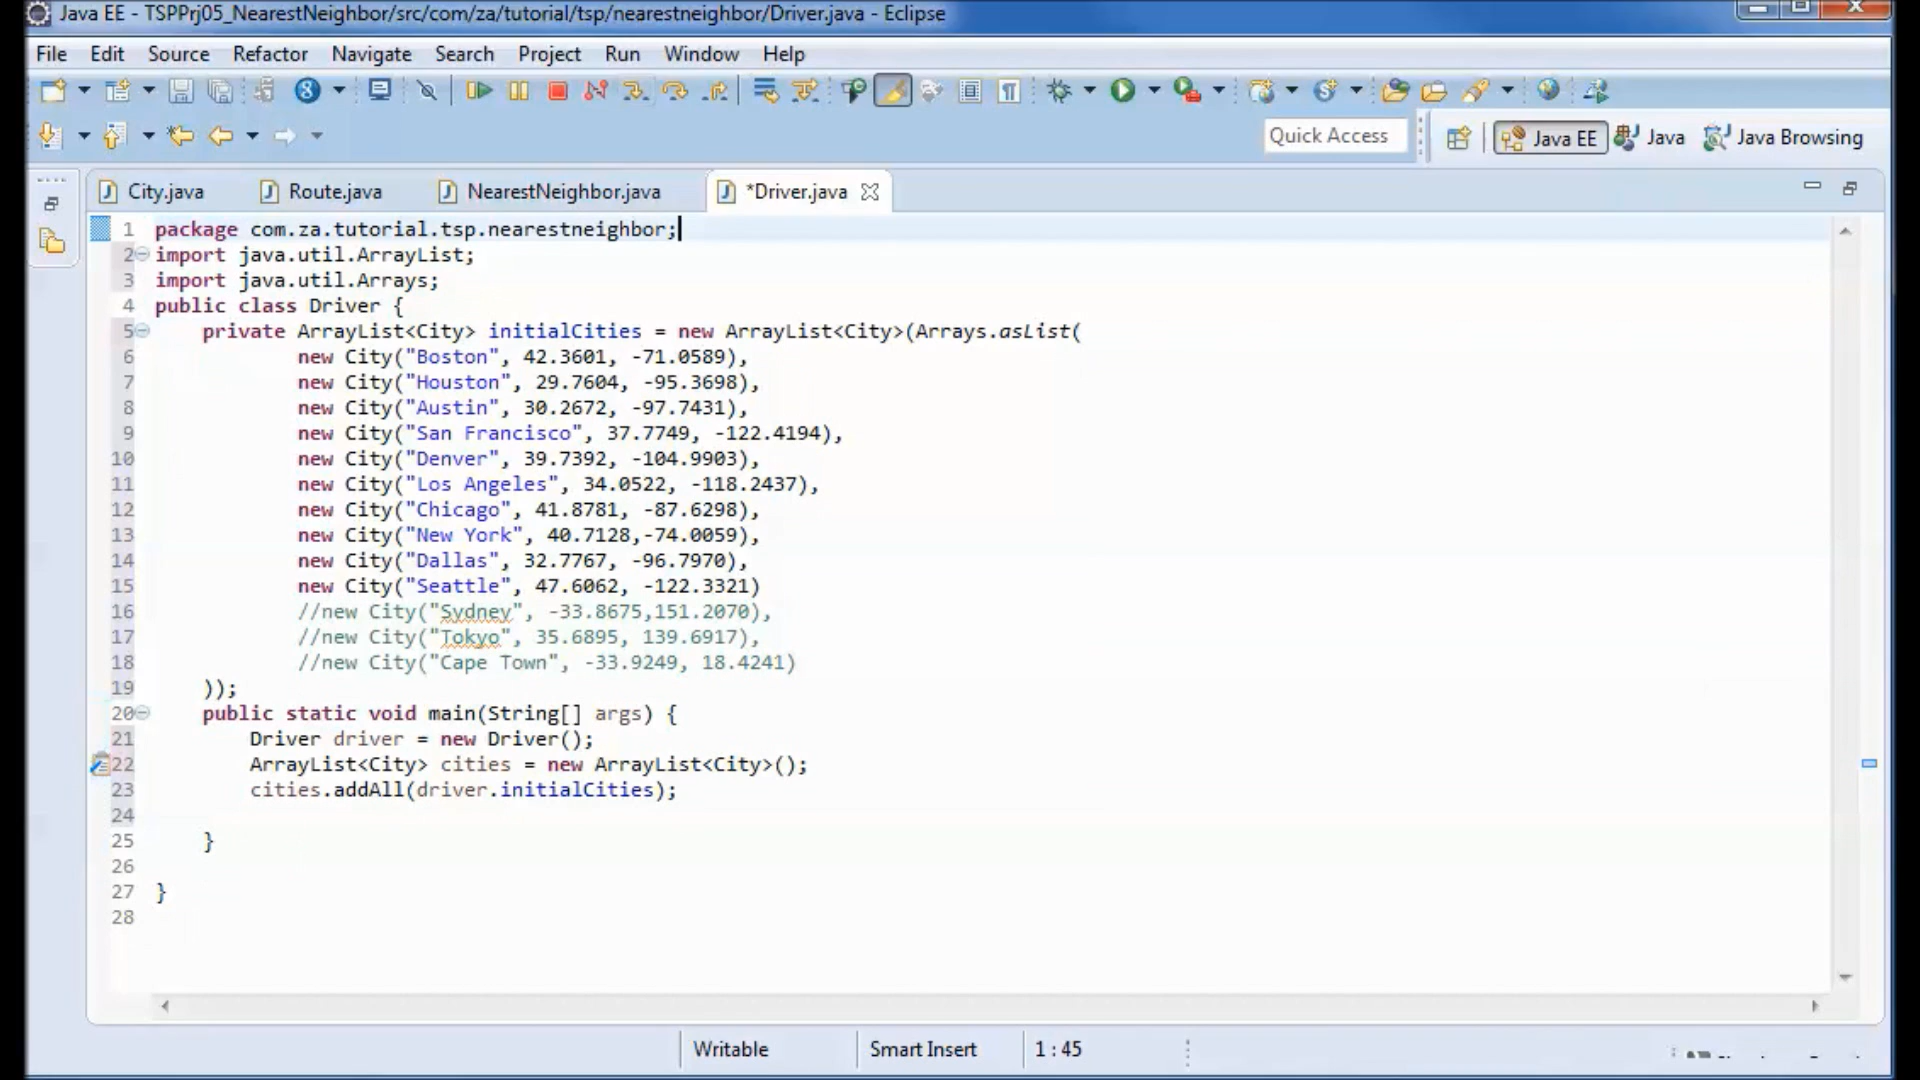 Java EE - TSPPrj05_NearestNeighbor/src/com/za/tutorial/tsp/nearestneighbor/Driver.java - Eclipse
File Edit Source Refactor Navigate Search Project Run Window Help
Quick Access Java EE Java Java Browsing
City.java Route.java NearestNeighbor.java *Driver.java
1 package com.za.tutorial.tsp.nearestneighbor;
2 import java.util.ArrayList;
3 import java.util.Arrays;
4 public class Driver {
5 private ArrayList<City> initialCities = new ArrayList<City>(Arrays.asList(
6 new City("Boston", 42.3601, -71.0589),
7 new City("Houston", 29.7604, -95.3698),
8 new City("Austin", 30.2672, -97.7431),
9 new City("San Francisco", 37.7749, -122.4194),
10 new City("Denver", 39.7392, -104.9903),
11 new City("Los Angeles", 34.0522, -118.2437),
12 new City("Chicago", 41.8781, -87.6298),
13 new City("New York", 40.7128,-74.0059),
14 new City("Dallas", 32.7767, -96.7970),
15 new City("Seattle", 47.6062, -122.3321)
16 //new City("Sydney", -33.8675,151.2070),
17 //new City("Tokyo", 35.6895, 139.6917),
18 //new City("Cape Town", -33.9249, 18.4241)
19 ));
20 public static void main(String[] args) {
21 Driver driver = new Driver();
22 ArrayList<City> cities = new ArrayList<City>();
23 cities.addAll(driver.initialCities);
24
25 }
26
27 }
28
Writable Smart Insert 1 : 45